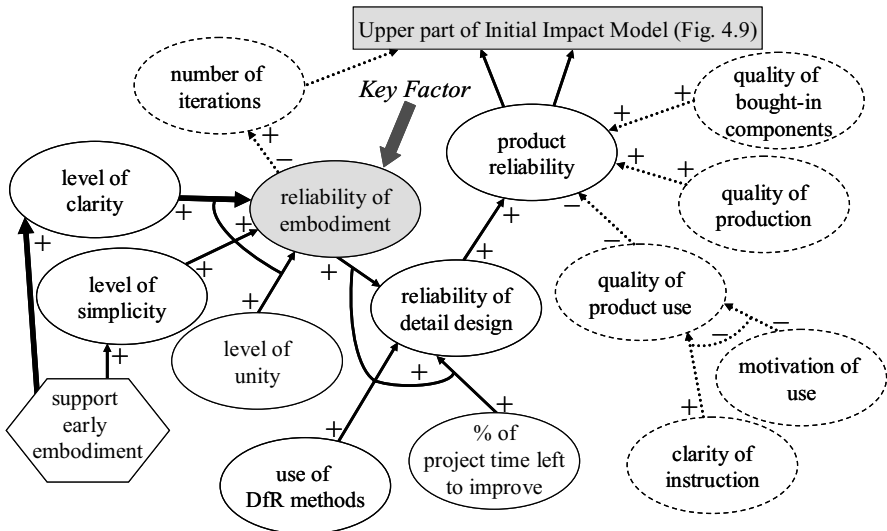 Upper part of Initial Impact Model (Fig. 4.9)
number of
iterations
Key Factor
quality of
bought-in
components
product
reliability
level of
clarity
reliability of
embodiment
quality of
production
level of
simplicity
reliability of
detail design
quality of
product use
level of
unity
motivation of
use
support
early
embodiment
% of
project time left
to improve
use of
DfR methods
clarity of
instruction
+
−
+
+
+
+
+
−
−
+
+
+
+
+
+
+
+
+
+
+
+
+
−
−
+